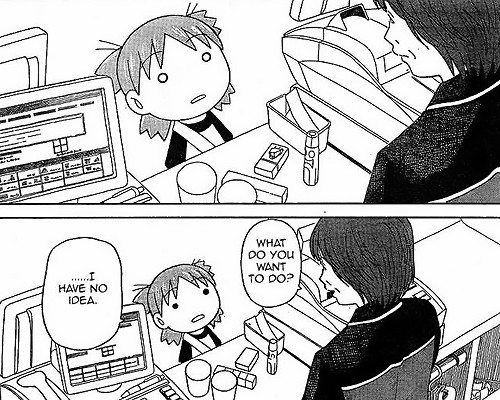 WHAT
DO YOU
WANT
TO DO?
......I
HAVE NO
IDEA.